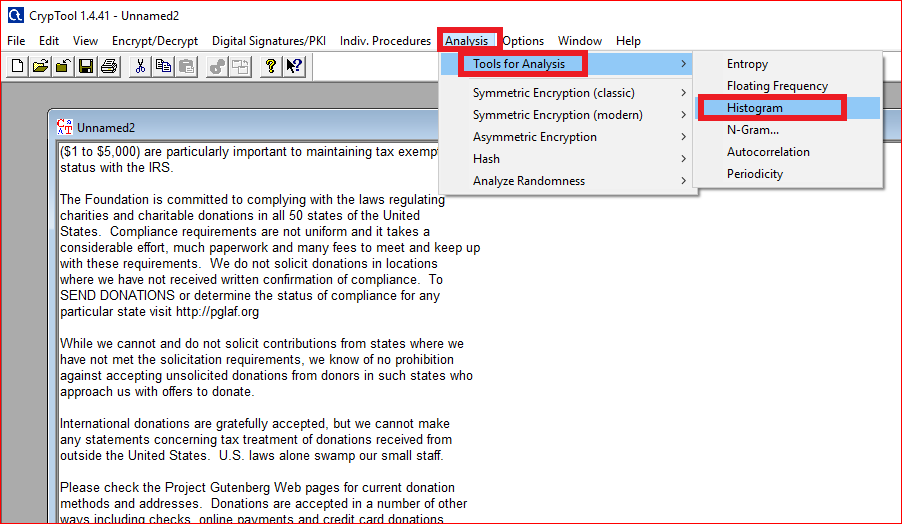 CrypTool 1.4.41 - Unnamed2
File Edit View Encrypt/Decrypt Digital Signatures/PKI Indiv. Procedures Analysis Options Window Help
Tools for Analysis
Symmetric Encryption (classic)
Symmetric Encryption (modern)
Asymmetric Encryption
Hash
Analyze Randomness
Entropy
Floating Frequency
Histogram
N-Gram...
Autocorrelation
Periodicity
Unnamed2
($1 to $5,000) are particularly important to maintaining tax exempt
status with the IRS.
The Foundation is committed to complying with the laws regulating
charities and charitable donations in all 50 states of the United
States.  Compliance requirements are not uniform and it takes a
considerable effort, much paperwork and many fees to meet and keep up
with these requirements.  We do not solicit donations in locations
where we have not received written confirmation of compliance.  To
SEND DONATIONS or determine the status of compliance for any
particular state visit http://pglaf.org
While we cannot and do not solicit contributions from states where we
have not met the solicitation requirements, we know of no prohibition
against accepting unsolicited donations from donors in such states who
approach us with offers to donate.
International donations are gratefully accepted, but we cannot make
any statements concerning tax treatment of donations received from
outside the United States.  U.S. laws alone swamp our small staff.
Please check the Project Gutenberg Web pages for current donation
methods and addresses.  Donations are accepted in a number of other
ways including checks, online payments and credit card donations.